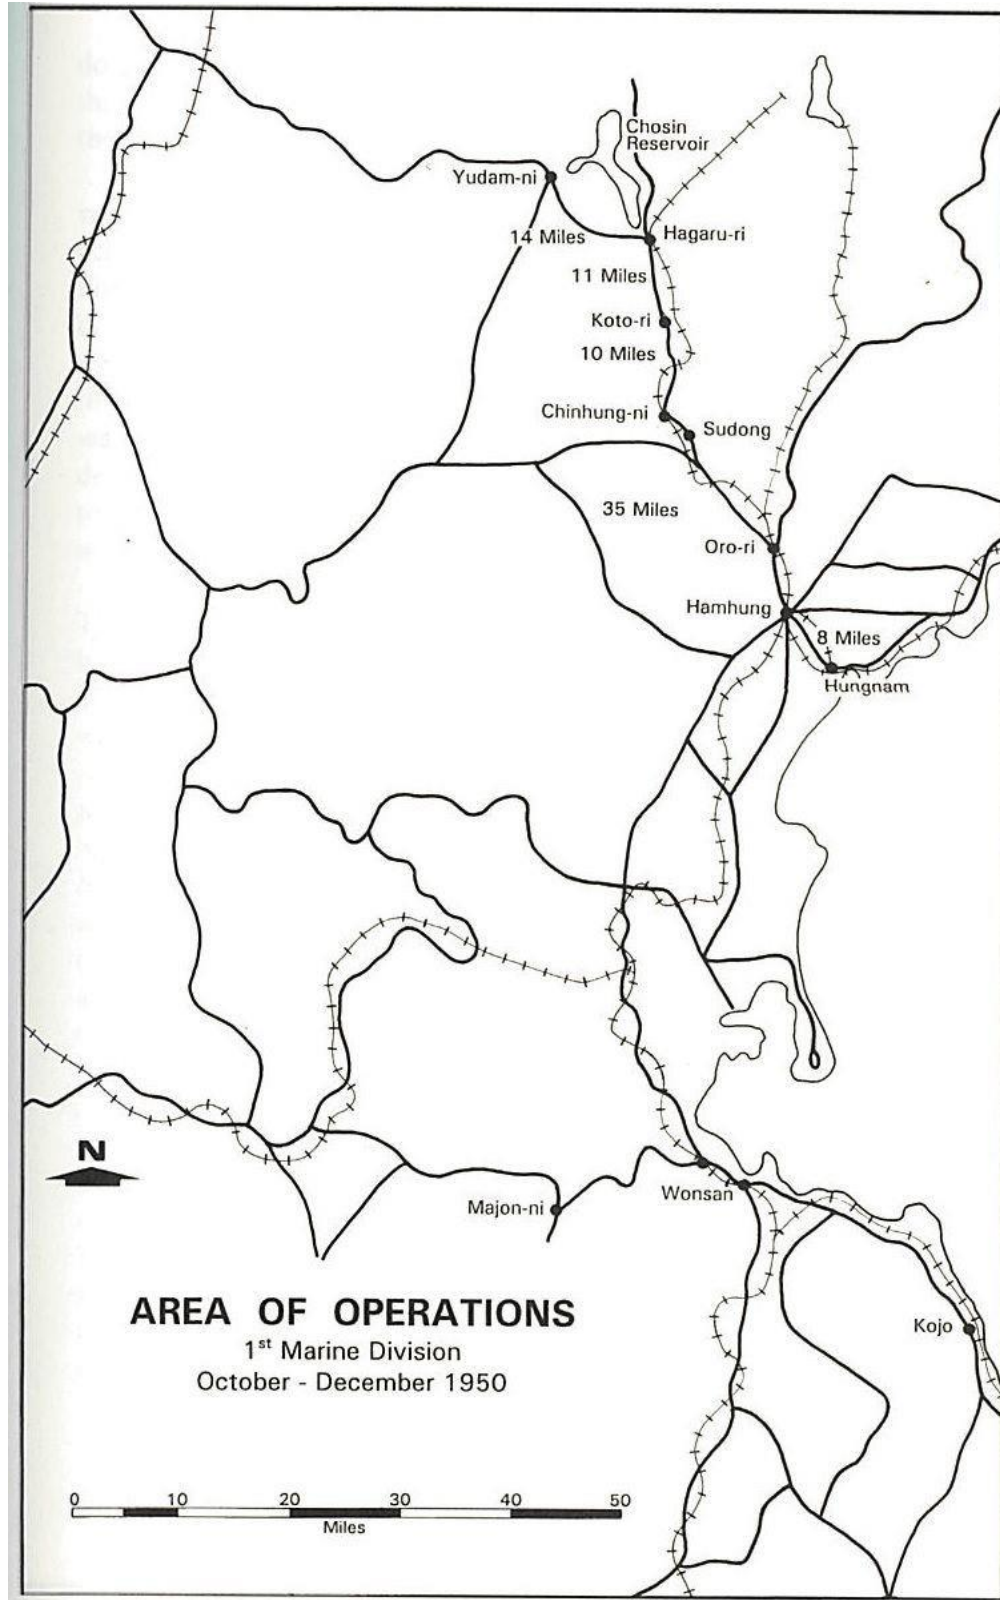 Chosin
Reservoir
Yudam-ni
14 Miles
Hagaru-ri
11 Miles
Koto-ri
10 Miles
Chinhung-ni
Sudong
35 Miles
Oro-ri
Hamhung
8 Miles
Hungnam
N
Wonsan
Majon-ni
Kojo
AREA OF OPERATIONS
1st Marine Division
October - December 1950
0 10 20 30 40 50
Miles